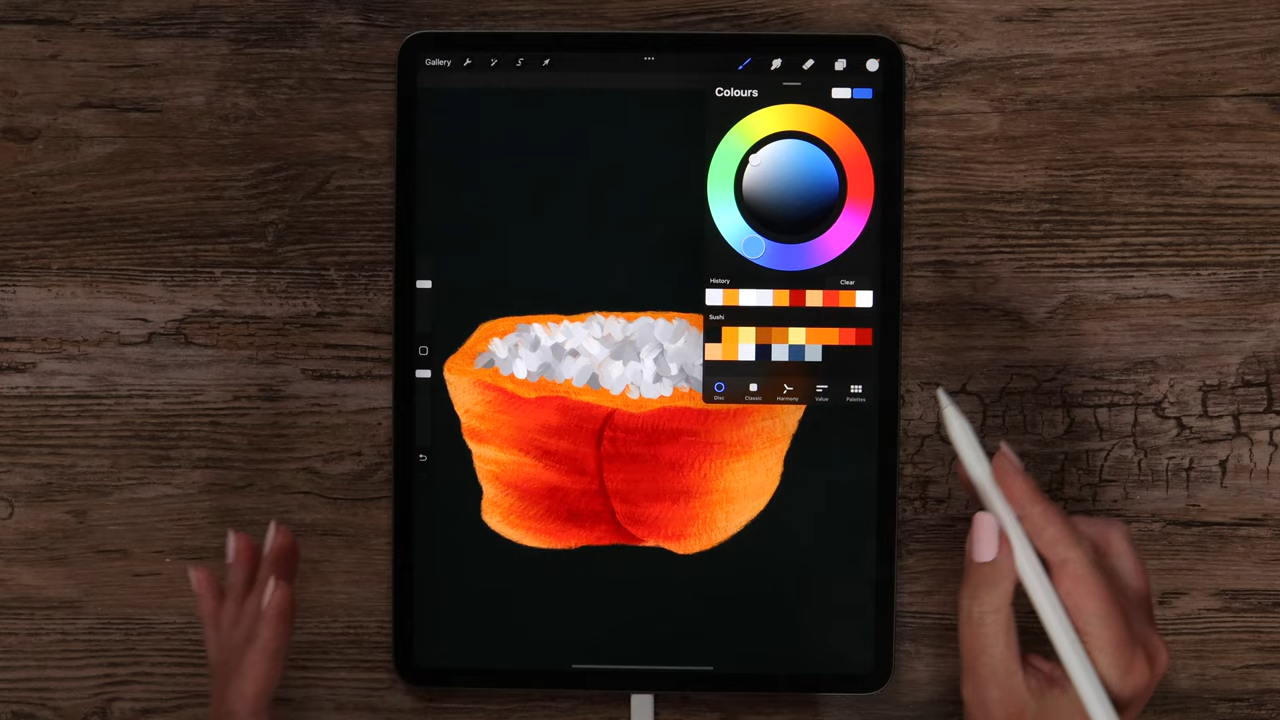 Gallery
Colours
History Clear
Sushi
Disc Classic Harmony Value Palettes